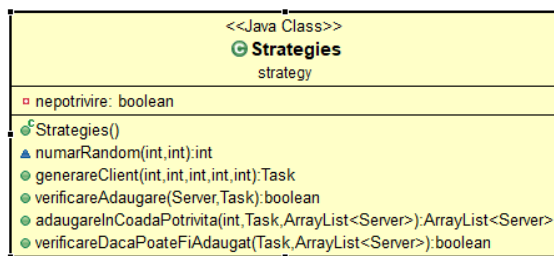 <<Java Class>>
Strategies
strategy
nepotrivire: boolean
Strategies()
numarRandom(int,int):int
generareClient(int,int,int,int,int):Task
verificareAdaugare(Server,Task):boolean
adaugareInCoadaPotrivita(int,Task,ArrayList<Server>):ArrayList<Server>
verificareDacaPoateFiAdaugat(Task,ArrayList<Server>):boolean